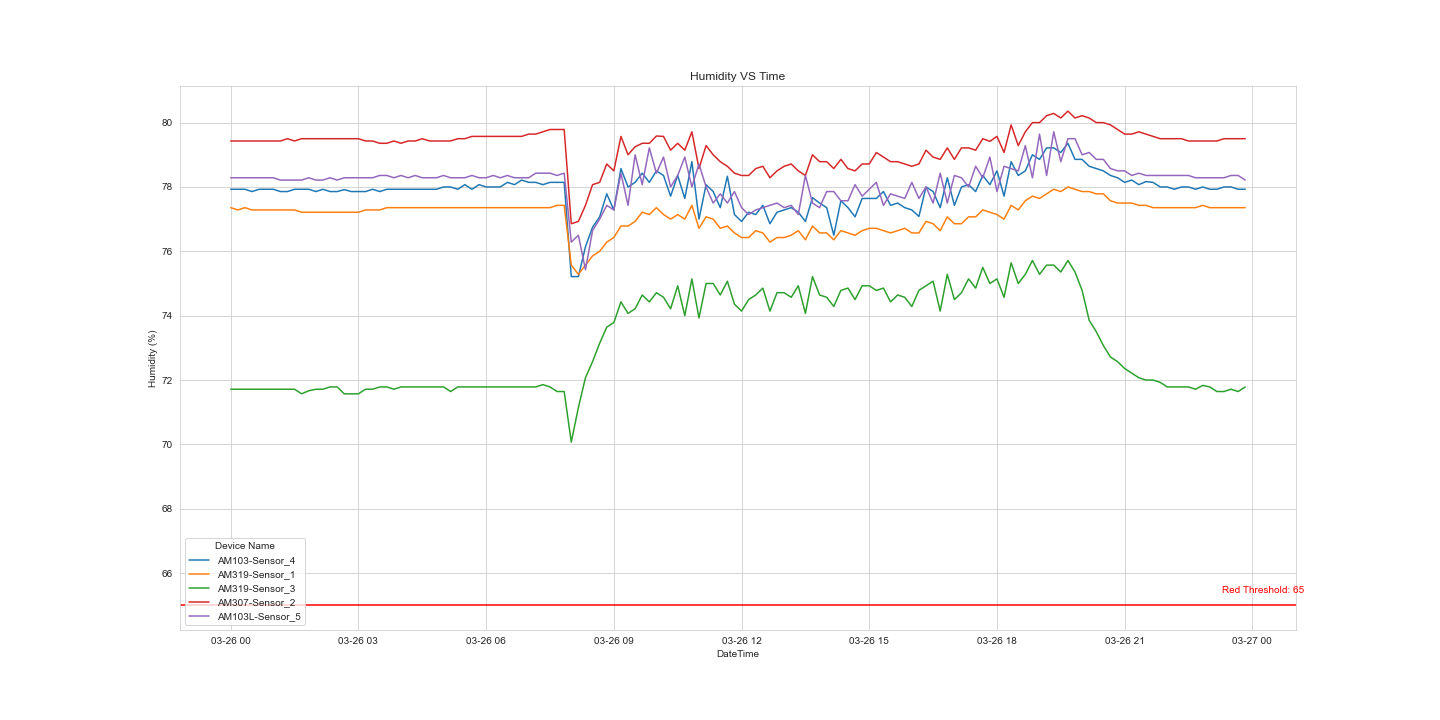 Humidity VS Time
80
78
76
74
72
70
68
66
Humidity (%)
Device Name
AM103-Sensor_4
AM319-Sensor_1
AM319-Sensor_3
AM307-Sensor_2
AM103L-Sensor_5
Red Threshold: 65
03-26 00
03-26 03
03-26 06
03-26 09
03-26 12
03-26 15
03-26 18
03-26 21
03-27 00
DateTime